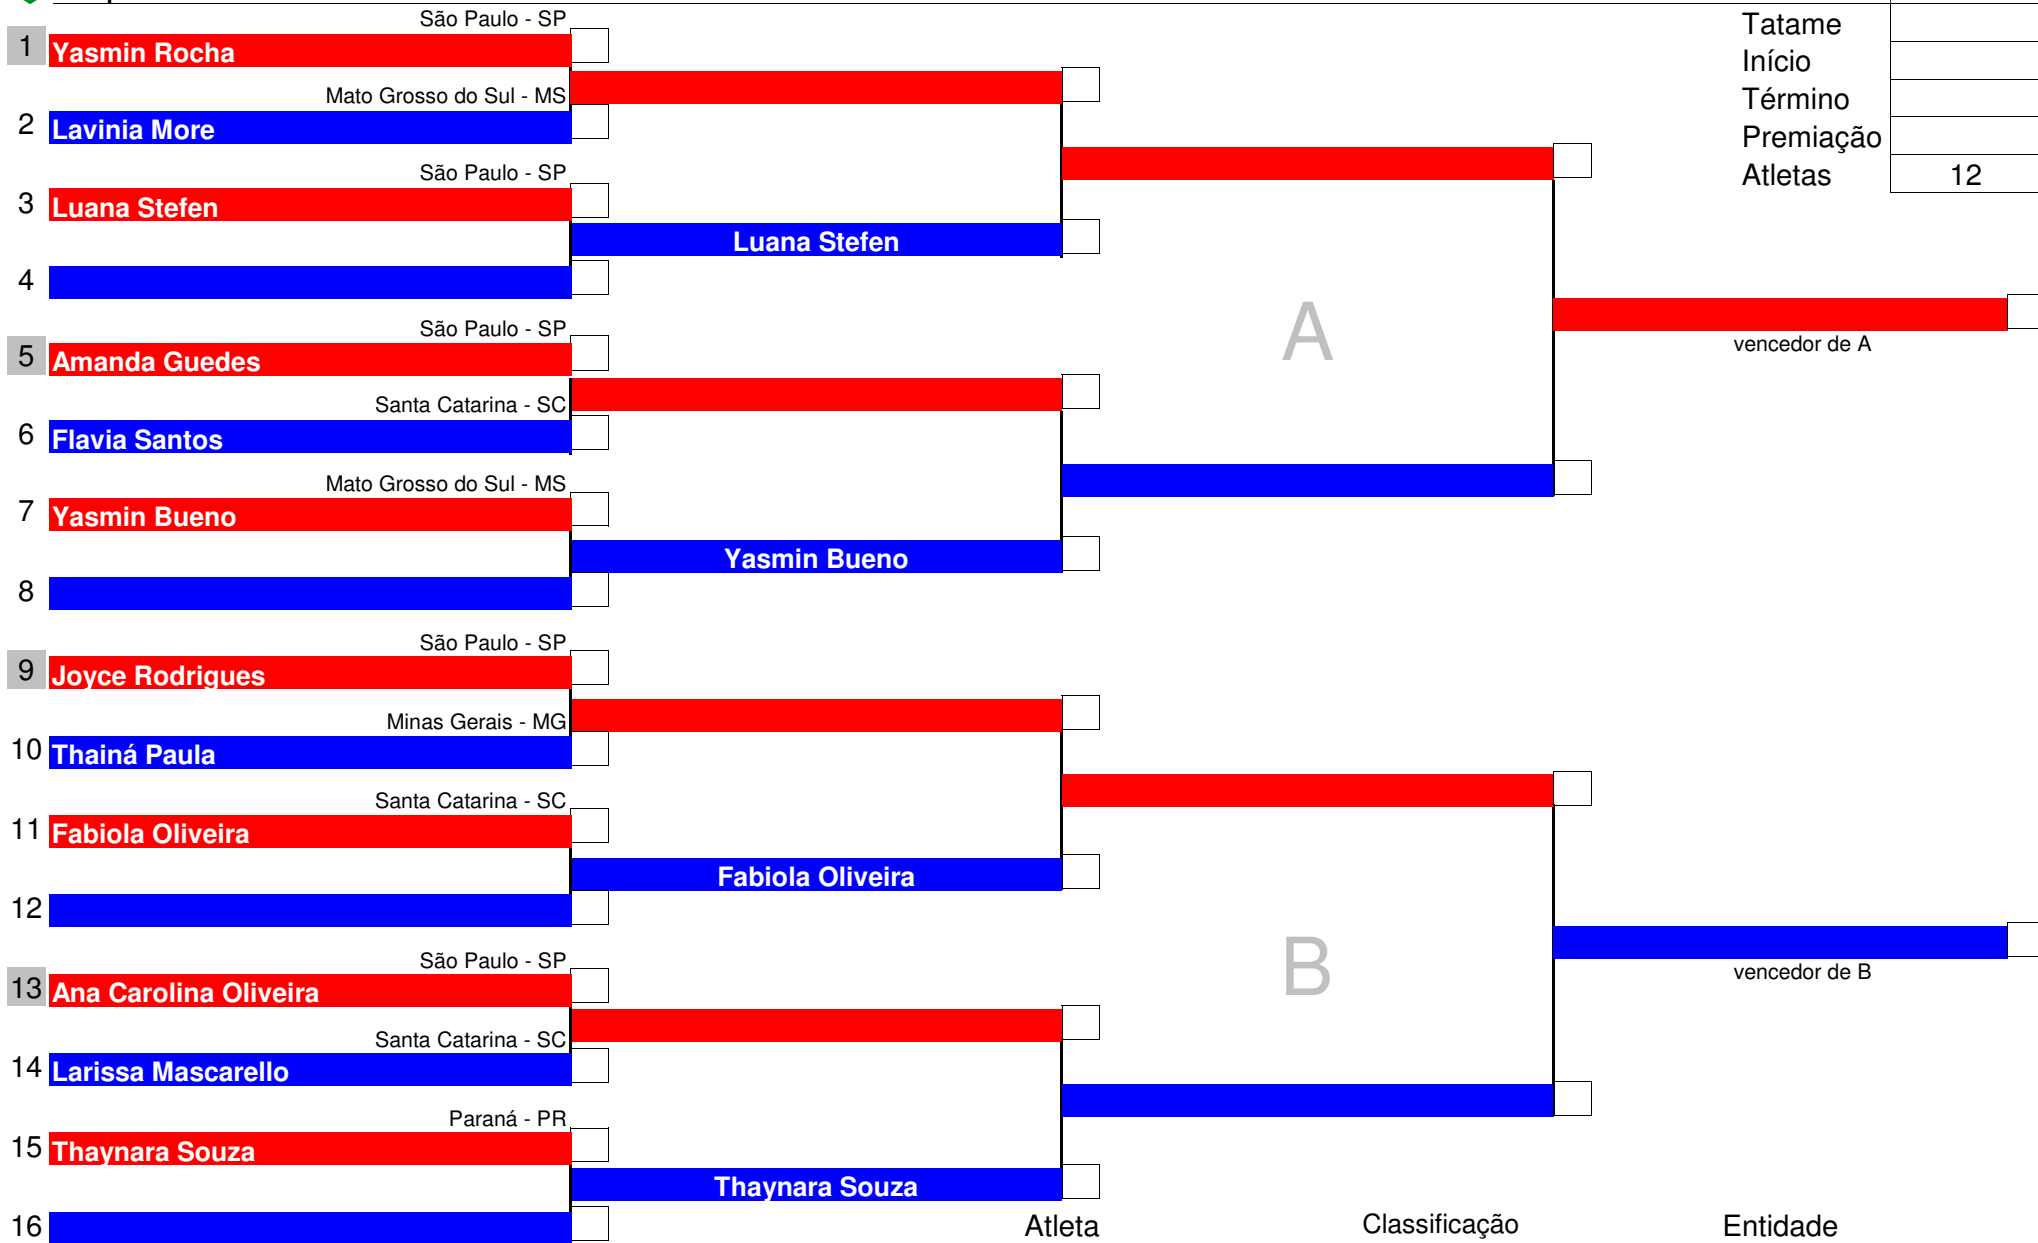 São Paulo - SP
Tatame
1 Yasmin Rocha
Início
Mato Grosso do Sul - MS
Término
2 Lavinia More
Premiação
São Paulo - SP
Atletas 12
3 Luana Stefen
Luana Stefen
4
A
São Paulo - SP
vencedor de A
5 Amanda Guedes
Santa Catarina - SC
6 Flavia Santos
Mato Grosso do Sul - MS
7 Yasmin Bueno
Yasmin Bueno
8
São Paulo - SP
9 Joyce Rodrigues
Minas Gerais - MG
10 Thainá Paula
Santa Catarina - SC
11 Fabiola Oliveira
Fabiola Oliveira
12
B
São Paulo - SP
vencedor de B
13 Ana Carolina Oliveira
Santa Catarina - SC
14 Larissa Mascarello
Paraná - PR
15 Thaynara Souza
Thaynara Souza
16
Atleta Classificação Entidade